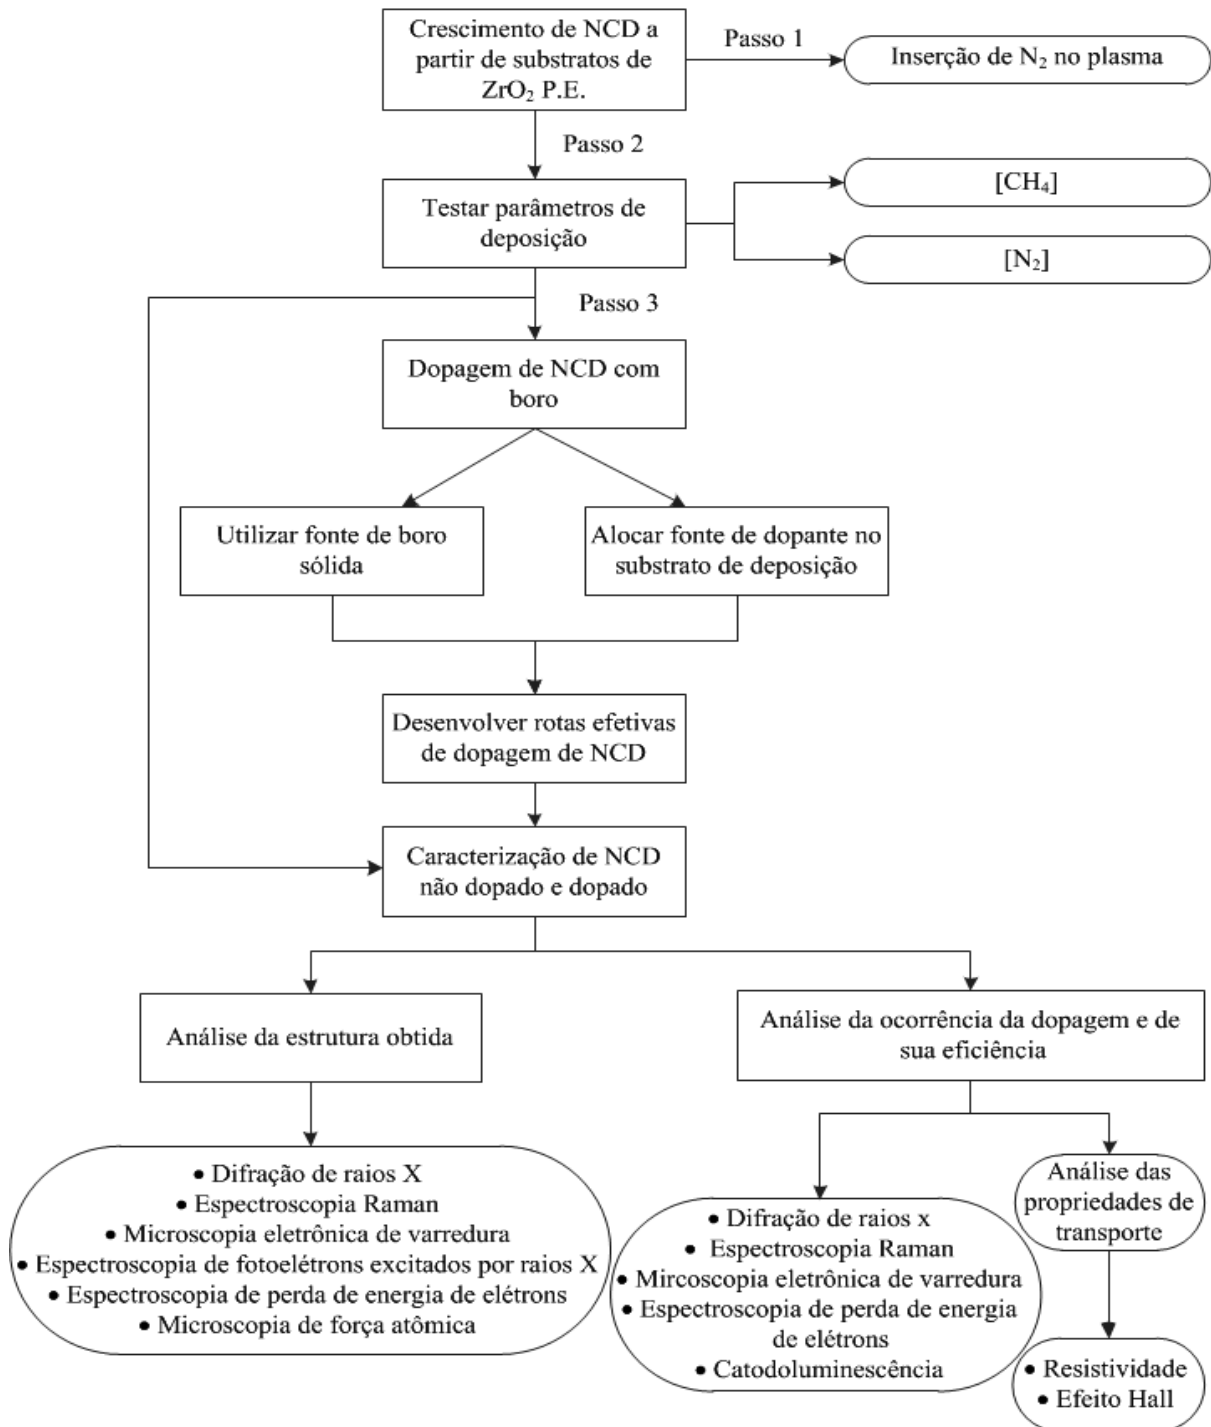 Crescimento de NCD a
partir de substratos de
ZrO₂ P.E.
Passo 1
Inserção de N₂ no plasma
Passo 2
Testar parâmetros de
deposição
[CH₄]
[N₂]
Passo 3
Dopagem de NCD com
boro
Utilizar fonte de boro
sólida
Alocar fonte de dopante no
substrato de deposição
Desenvolver rotas efetivas
de dopagem de NCD
Caracterização de NCD
não dopado e dopado
Análise da estrutura obtida
Análise da ocorrência da dopagem e de
sua eficiência
• Difração de raios X
• Espectroscopia Raman
• Microscopia eletrônica de varredura
• Espectroscopia de fotoelétrons excitados por raios X
• Espectroscopia de perda de energia de elétrons
• Microscopia de força atômica
• Difração de raios x
• Espectroscopia Raman
• Mircoscopia eletrônica de varredura
• Espectroscopia de perda de energia
de elétrons
• Catodoluminescência
Análise das
propriedades de
transporte
• Resistividade
• Efeito Hall